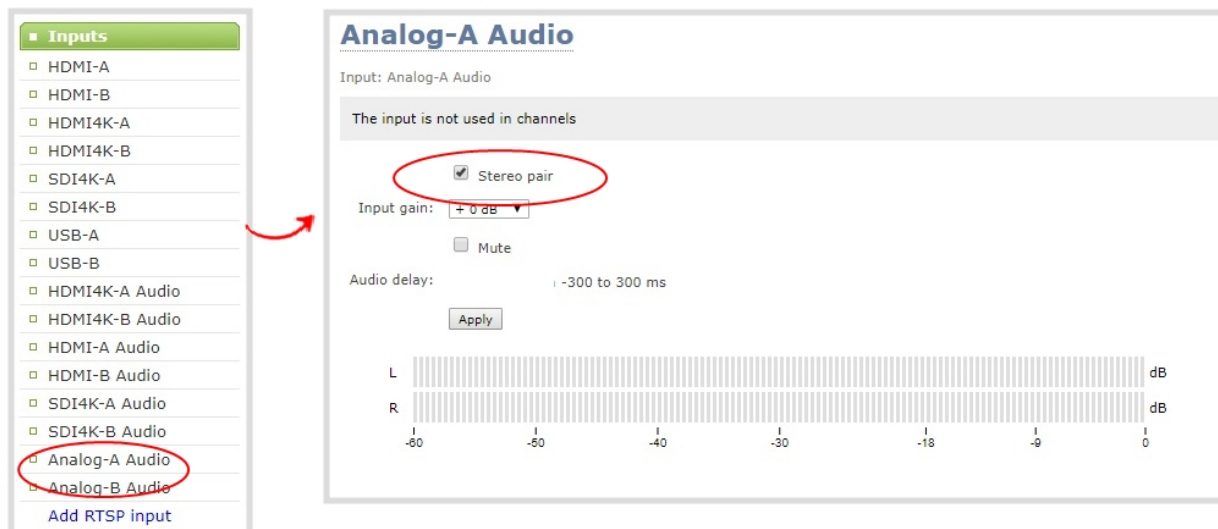 Inputs
HDMI-A
HDMI-B
HDMI4K-A
HDMI4K-B
SDI4K-A
SDI4K-B
USB-A
USB-B
HDMI4K-A Audio
HDMI4K-B Audio
HDMI-A Audio
HDMI-B Audio
SDI4K-A Audio
SDI4K-B Audio
Analog-A Audio
Analog-B Audio
Add RTSP input
Analog-A Audio
Input: Analog-A Audio
The input is not used in channels
Stereo pair
Input gain: + 0 dB
Mute
Audio delay: -300 to 300 ms
Apply
L dB
R dB
-60 -50 -40 -30 -18 -9 0